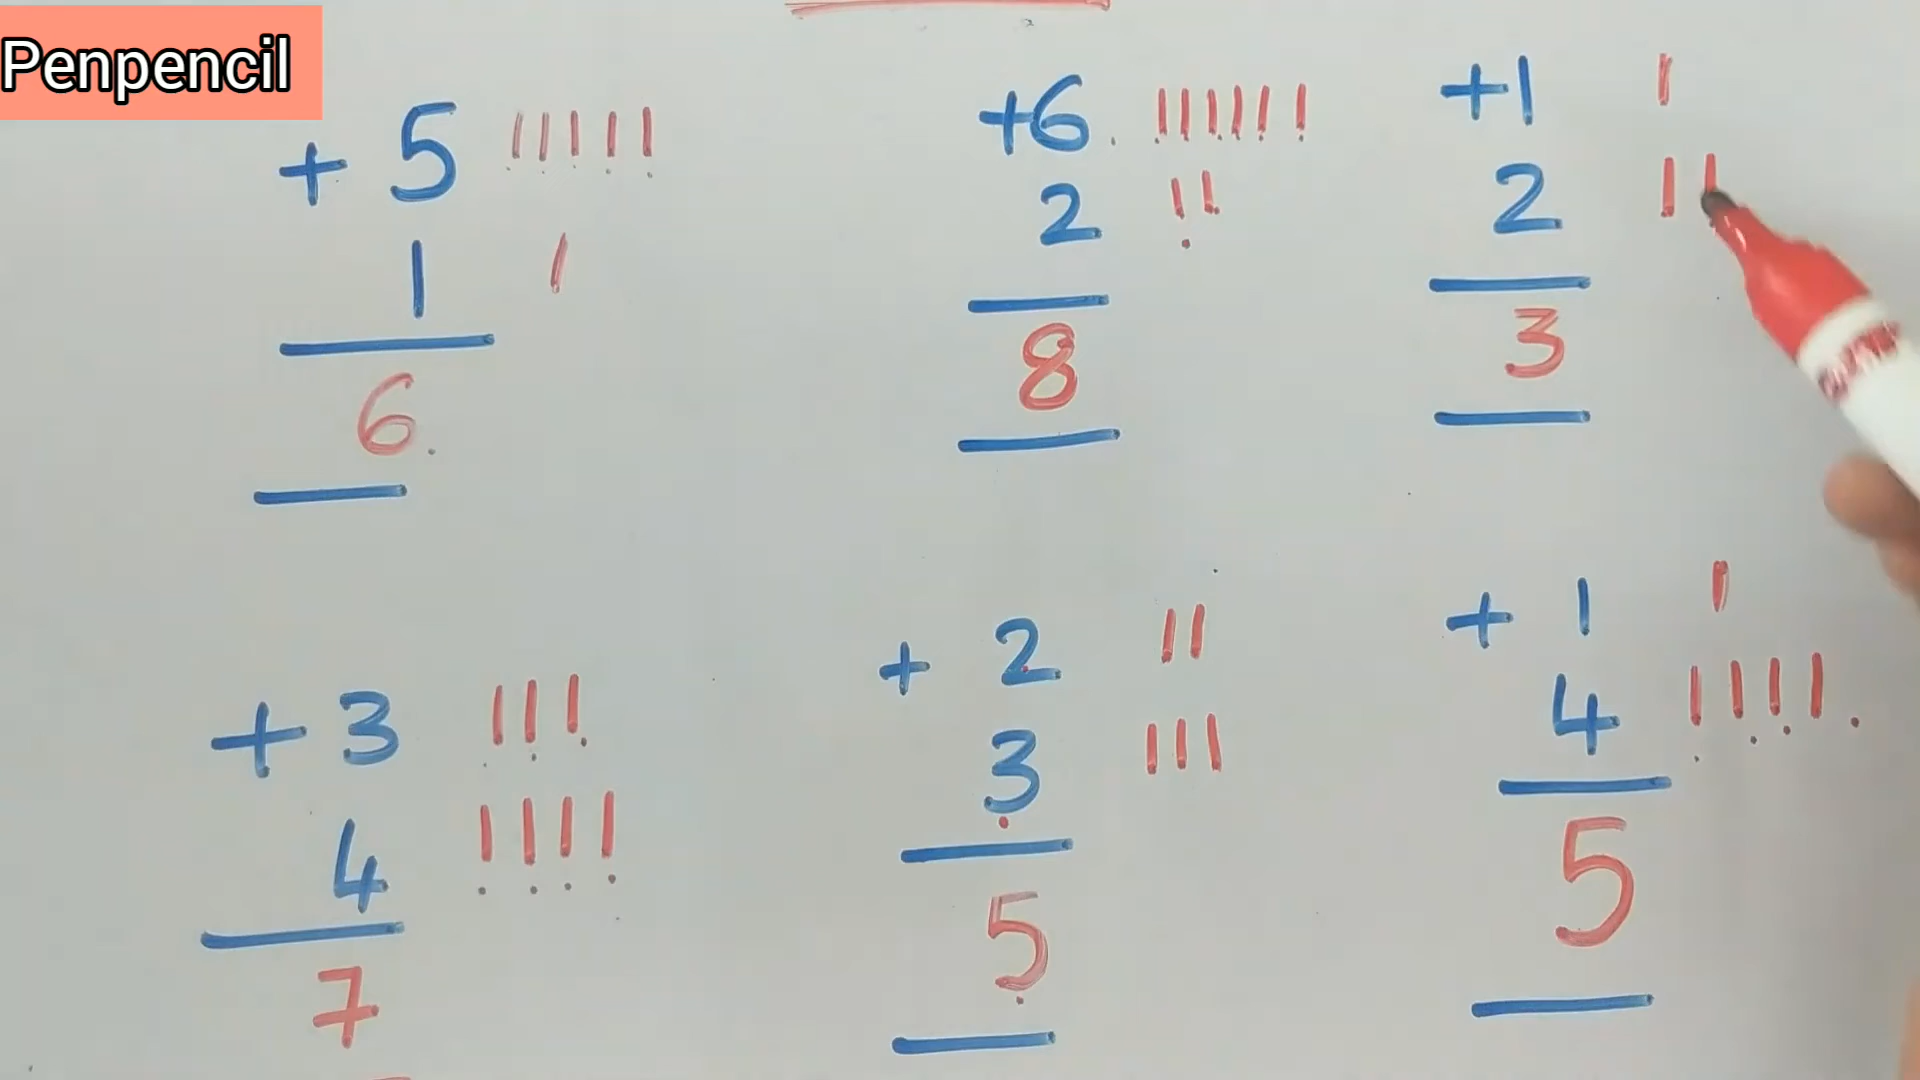 Penpencil
+ 5 | | | | |
1 |
6
+6 | | | | | |
2 | |
8
+1 |
2 | |
3
+ 3 | | |
4 | | | |
7
+ 2 | |
3 | | |
5
+ 1 |
4 | | | |
5